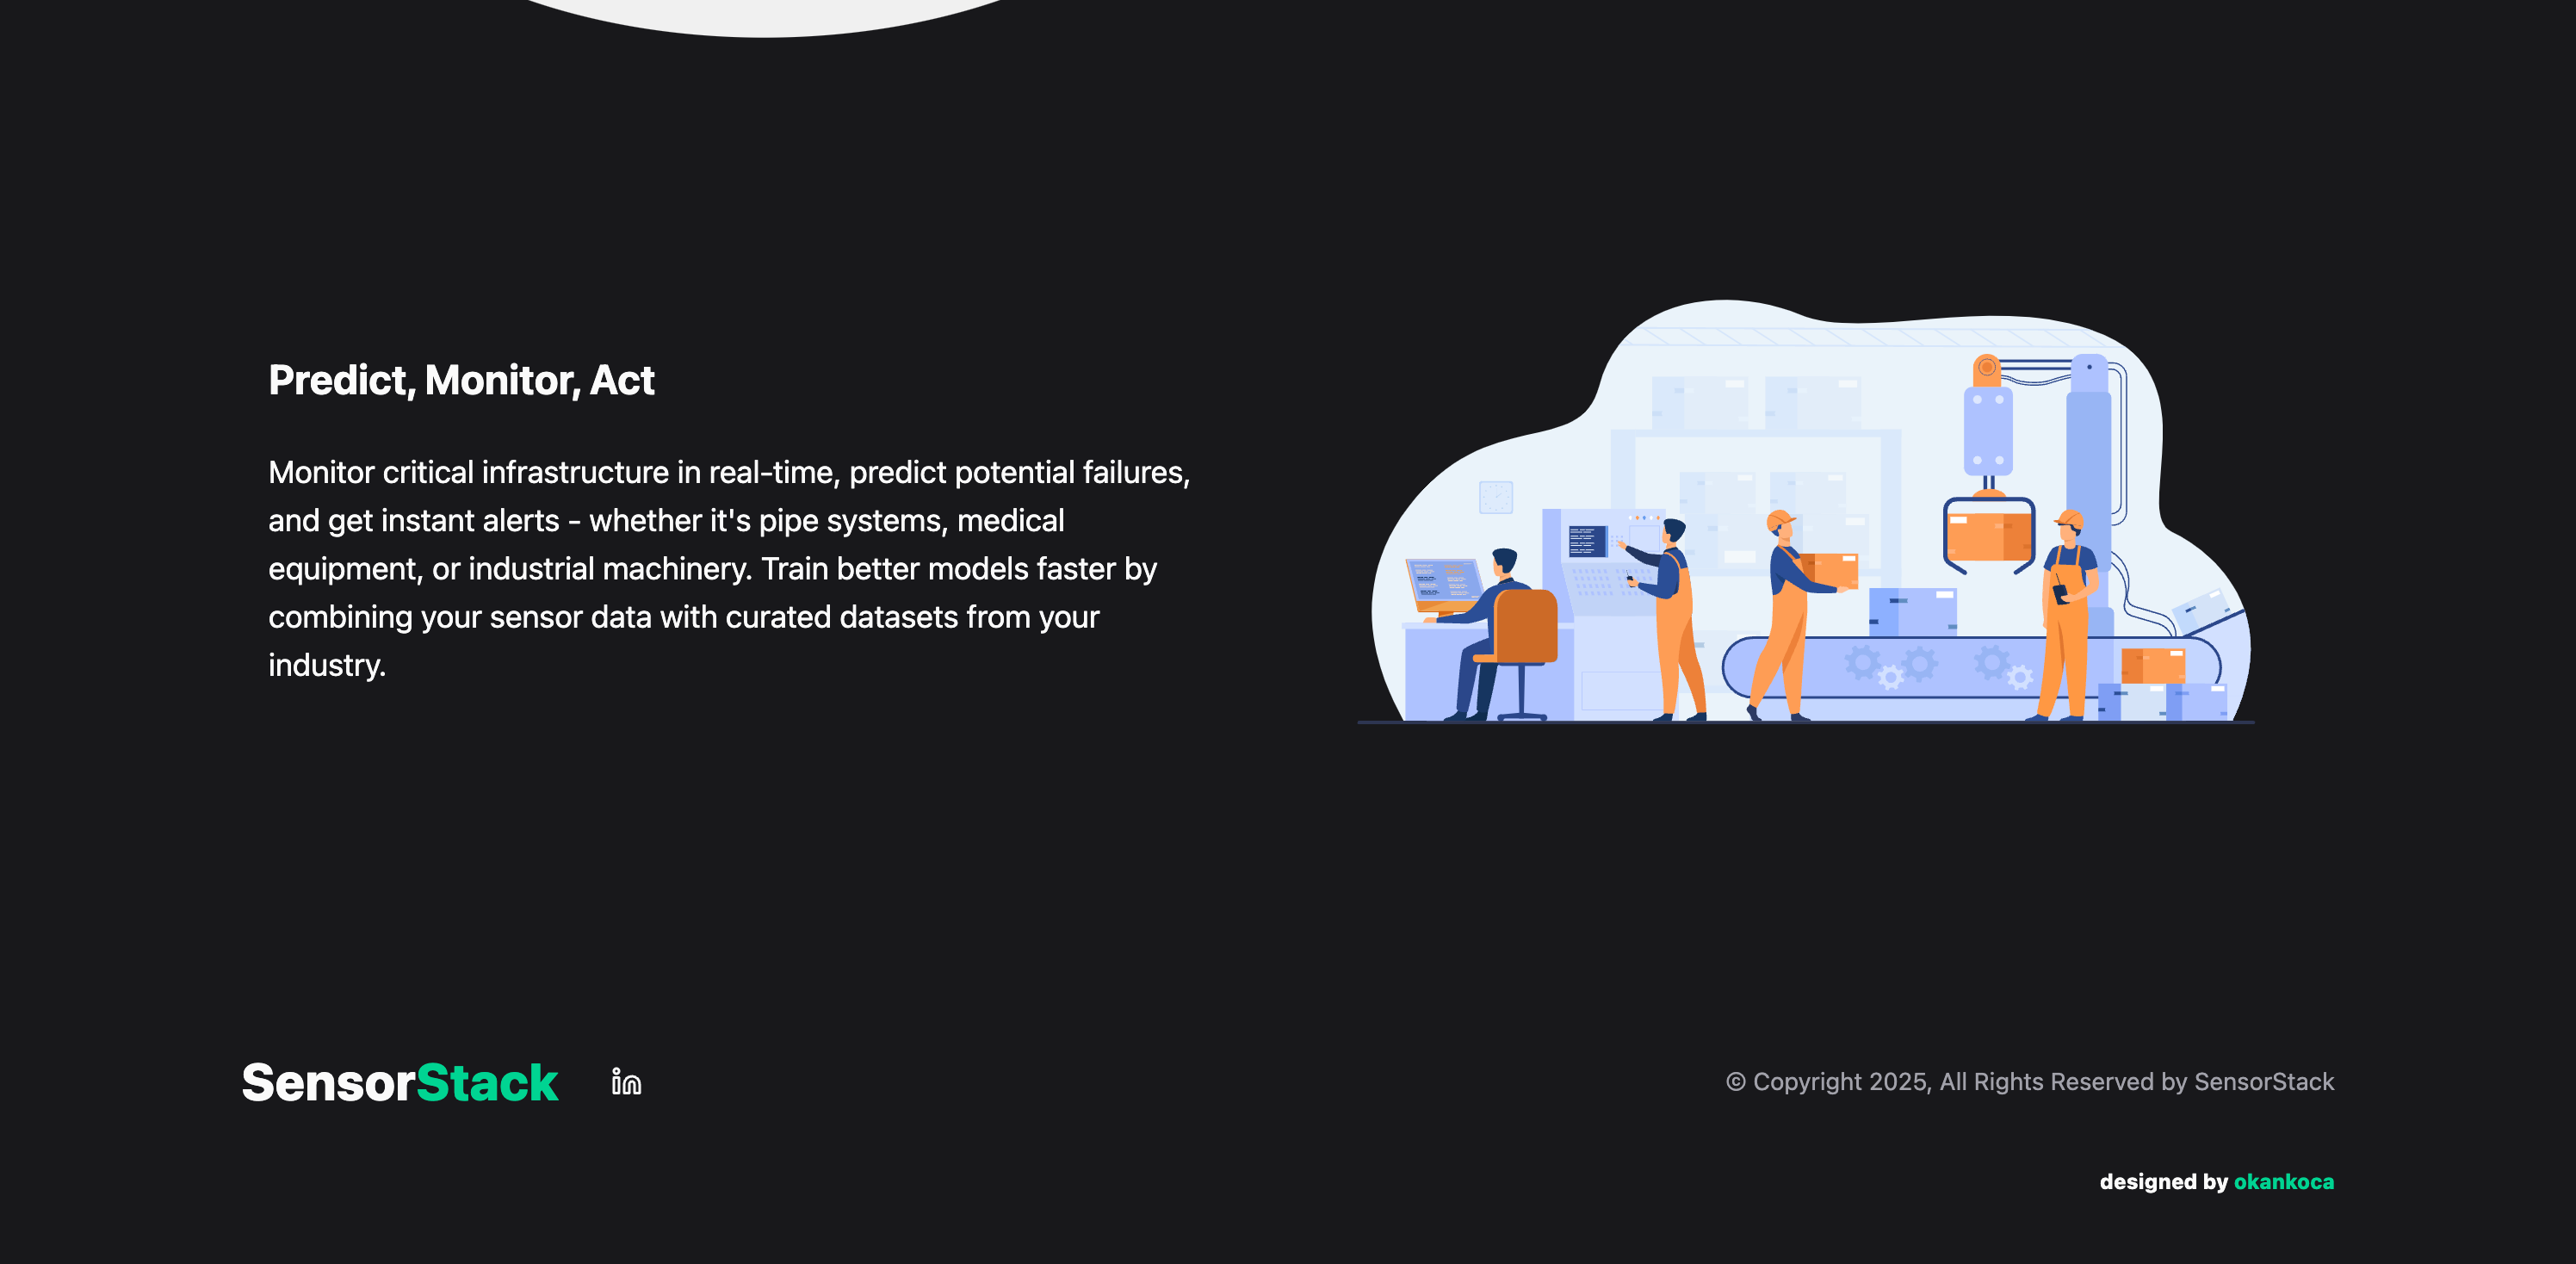 Predict, Monitor, Act
Monitor critical infrastructure in real-time, predict potential failures,
and get instant alerts - whether it's pipe systems, medical
equipment, or industrial machinery. Train better models faster by
combining your sensor data with curated datasets from your
industry.
SensorStack
in
© Copyright 2025, All Rights Reserved by SensorStack
designed by okankoca